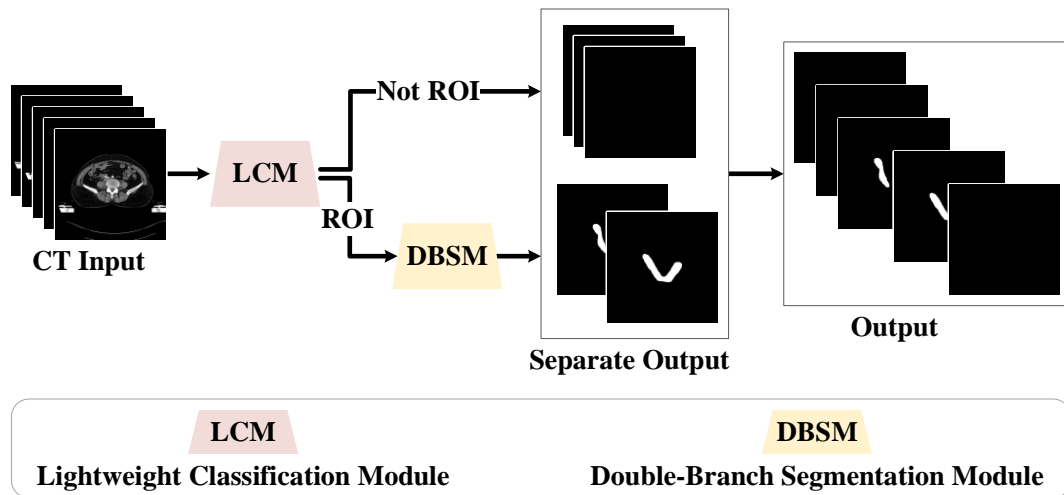 Not ROI
LCM
ROI
DBSM
CT Input
Separate Output
Output
LCM
Lightweight Classification Module
DBSM
Double-Branch Segmentation Module